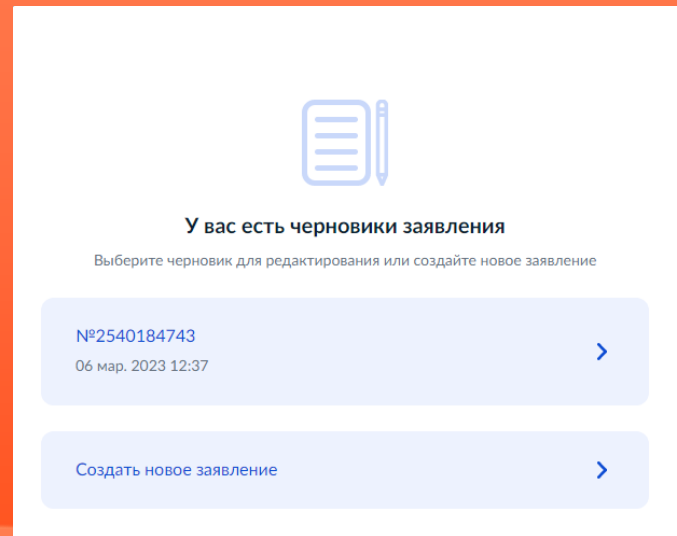 У вас есть черновики заявления
Выберите черновик для редактирования или создайте новое заявление
№2540184743
06 мар. 2023 12:37
Создать новое заявление